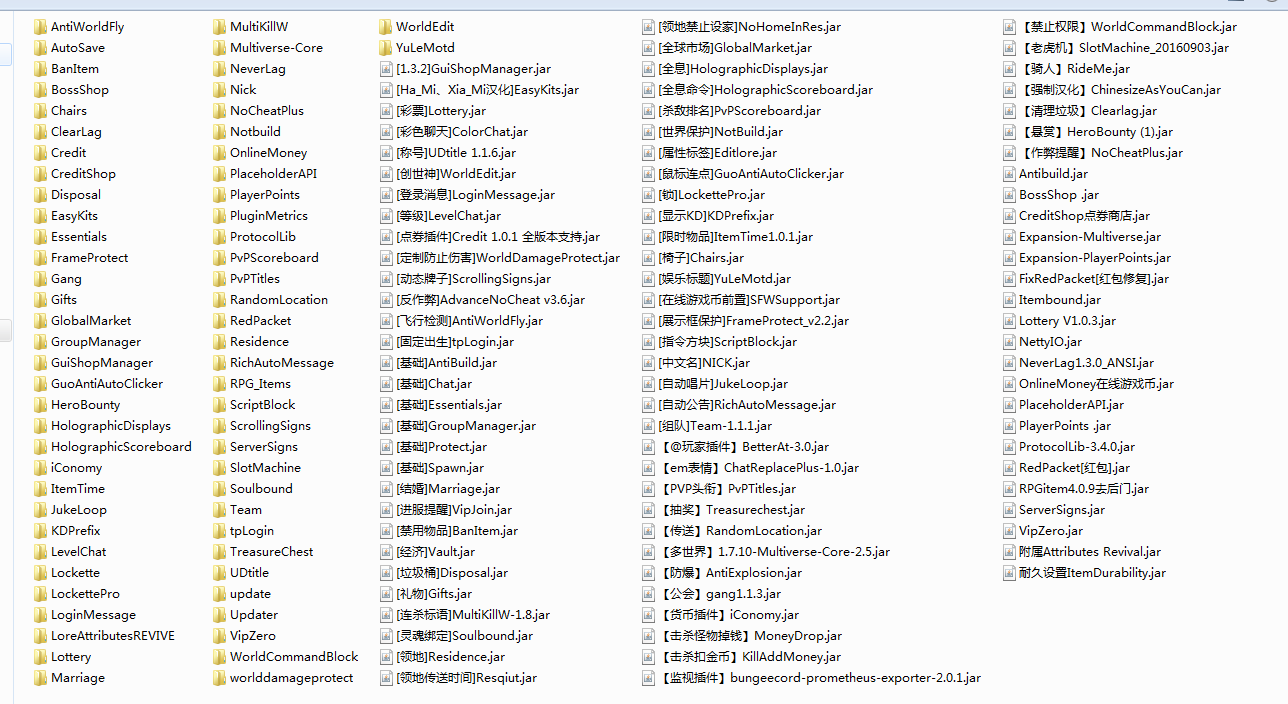 AntiWorldFly
AutoSave
BanItem
BossShop
Chairs
ClearLag
Credit
CreditShop
Disposal
EasyKits
Essentials
FrameProtect
Gang
Gifts
GlobalMarket
GroupManager
GuiShopManager
GuoAntiAutoClicker
HeroBounty
HolographicDisplays
HolographicScoreboard
iConomy
ItemTime
JukeLoop
KDPrefix
LevelChat
Lockette
LockettePro
LoginMessage
LoreAttributesREVIVE
Lottery
Marriage
MultiKillW
Multiverse-Core
NeverLag
Nick
NoCheatPlus
Notbuild
OnlineMoney
PlaceholderAPI
PlayerPoints
PluginMetrics
ProtocolLib
PvPScoreboard
PvPTitles
RandomLocation
RedPacket
Residence
RichAutoMessage
RPG_Items
ScriptBlock
ScrollingSigns
ServerSigns
SlotMachine
Soulbound
Team
tpLogin
TreasureChest
UDtitle
update
Updater
VipZero
WorldCommandBlock
worlddamageprotect
WorldEdit
YuLeMotd
[1.3.2]GuiShopManager.jar
[Ha_Mi、Xia_Mi汉化]EasyKits.jar
[彩票]Lottery.jar
[彩色聊天]ColorChat.jar
[称号]UDtitle 1.1.6.jar
[创世神]WorldEdit.jar
[登录消息]LoginMessage.jar
[等级]LevelChat.jar
[点券插件]Credit 1.0.1 全版本支持.jar
[定制防止伤害]WorldDamageProtect.jar
[动态牌子]ScrollingSigns.jar
[反作弊]AdvanceNoCheat v3.6.jar
[飞行检测]AntiWorldFly.jar
[固定出生]tpLogin.jar
[基础]AntiBuild.jar
[基础]Chat.jar
[基础]Essentials.jar
[基础]GroupManager.jar
[基础]Protect.jar
[基础]Spawn.jar
[结婚]Marriage.jar
[进服提醒]VipJoin.jar
[禁用物品]BanItem.jar
[经济]Vault.jar
[垃圾桶]Disposal.jar
[礼物]Gifts.jar
[连杀标语]MultiKillW-1.8.jar
[灵魂绑定]Soulbound.jar
[领地]Residence.jar
[领地传送时间]Resqiut.jar
[领地禁止设家]NoHomeInRes.jar
[全球市场]GlobalMarket.jar
[全息]HolographicDisplays.jar
[全息命令]HolographicScoreboard.jar
[杀敌排名]PvPScoreboard.jar
[世界保护]NotBuild.jar
[属性标签]Editlore.jar
[鼠标连点]GuoAntiAutoClicker.jar
[锁]LockettePro.jar
[显示KD]KDPrefix.jar
[限时物品]ItemTime1.0.1.jar
[椅子]Chairs.jar
[娱乐标题]YuLeMotd.jar
[在线游戏币前置]SFWSupport.jar
[展示框保护]FrameProtect_v2.2.jar
[指令方块]ScriptBlock.jar
[中文名]NICK.jar
[自动唱片]JukeLoop.jar
[自动公告]RichAutoMessage.jar
[组队]Team-1.1.1.jar
【@玩家插件】BetterAt-3.0.jar
【em表情】ChatReplacePlus-1.0.jar
【PVP头衔】PvPTitles.jar
【抽奖】Treasurechest.jar
【传送】RandomLocation.jar
【多世界】1.7.10-Multiverse-Core-2.5.jar
【防爆】AntiExplosion.jar
【公会】gang1.1.3.jar
【货币插件】iConomy.jar
【击杀怪物掉钱】MoneyDrop.jar
【击杀扣金币】KillAddMoney.jar
【监视插件】bungeecord-prometheus-exporter-2.0.1.jar
【禁止权限】WorldCommandBlock.jar
【老虎机】SlotMachine_20160903.jar
【骑人】RideMe.jar
【强制汉化】ChinesizeAsYouCan.jar
【清理垃圾】Clearlag.jar
【悬赏】HeroBounty (1).jar
【作弊提醒】NoCheatPlus.jar
Antibuild.jar
BossShop .jar
CreditShop点券商店.jar
Expansion-Multiverse.jar
Expansion-PlayerPoints.jar
FixRedPacket[红包修复].jar
Itembound.jar
Lottery V1.0.3.jar
NettyIO.jar
NeverLag1.3.0_ANSI.jar
OnlineMoney在线游戏币.jar
PlaceholderAPI.jar
PlayerPoints .jar
ProtocolLib-3.4.0.jar
RedPacket[红包].jar
RPGitem4.0.9去后门.jar
ServerSigns.jar
VipZero.jar
附属Attributes Revival.jar
耐久设置ItemDurability.jar